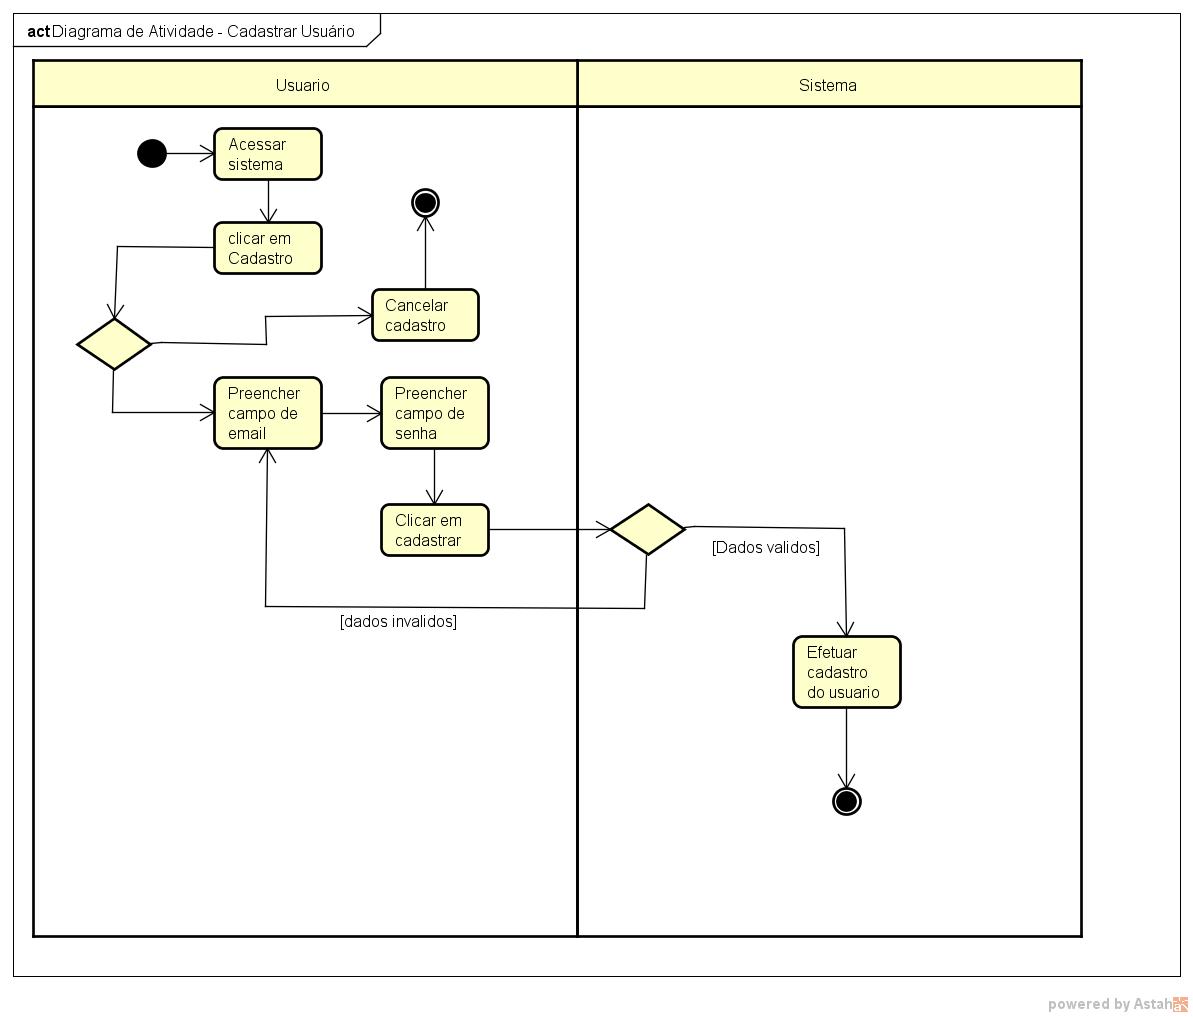 act Diagrama de Atividade - Cadastrar Usuário
Usuario
Sistema
Acessar
sistema
clicar em
Cadastro
Cancelar
cadastro
Preencher
campo de
email
Preencher
campo de
senha
Clicar em
cadastrar
[Dados validos]
[dados invalidos]
Efetuar
cadastro
do usuario
powered by Astah